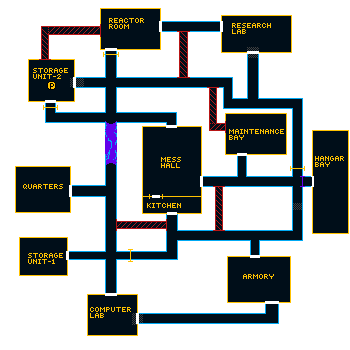 REACTOR
ROOM
RESEARCH
LAB
STORAGE
UNIT-2
P
MAINTENANCE
BAY
MESS
HALL
HANGAR
BAY
QUARTERS
KITCHEN
STORAGE
UNIT-1
ARMORY
COMPUTER
LAB